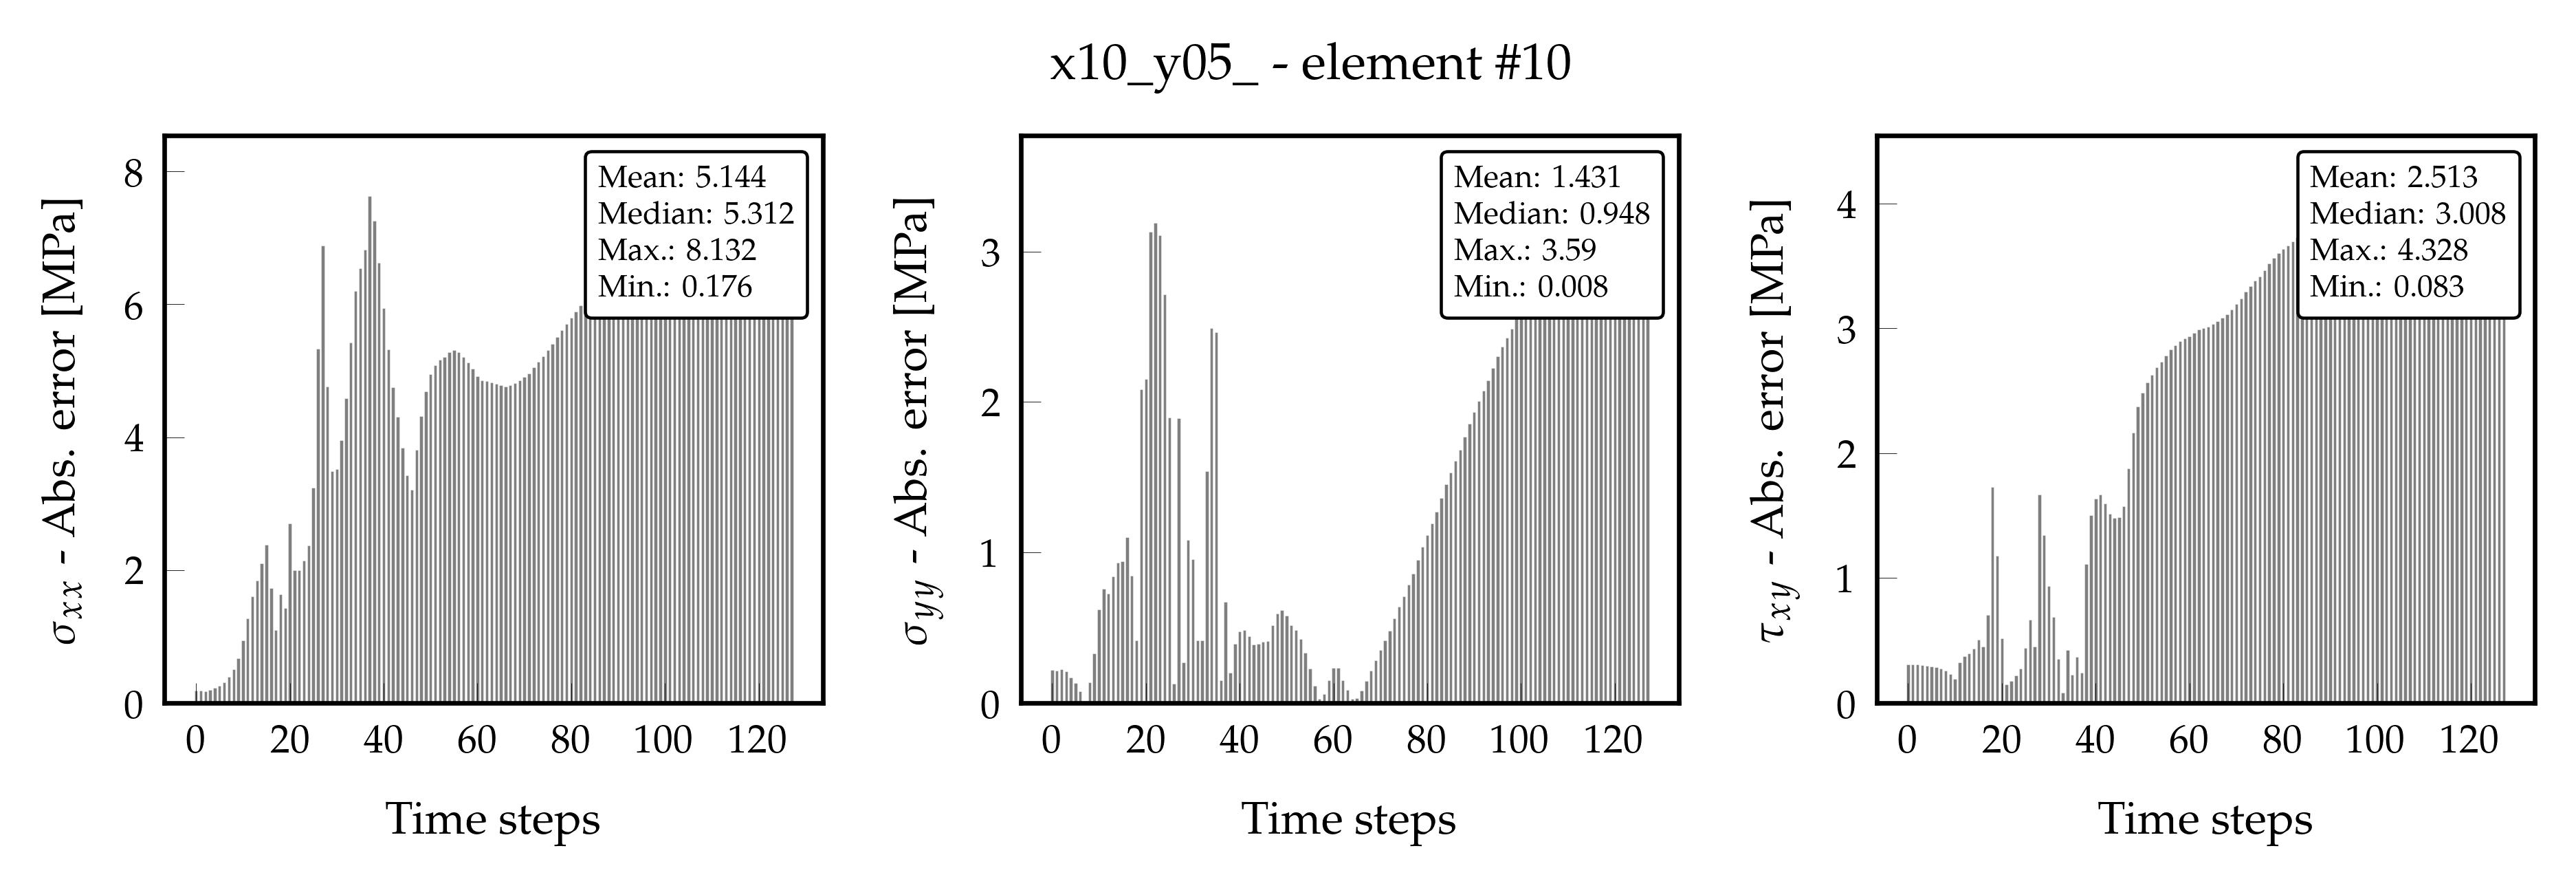 x10_y05_ - element #10
σxx - Abs. error [MPa]
8
6
4
2
0
Mean: 5.144
Median: 5.312
Max.: 8.132
Min.: 0.176
0 20 40 60 80 100 120
Time steps
σyy - Abs. error [MPa]
3
2
1
0
Mean: 1.431
Median: 0.948
Max.: 3.59
Min.: 0.008
0 20 40 60 80 100 120
Time steps
τxy - Abs. error [MPa]
4
3
2
1
0
Mean: 2.513
Median: 3.008
Max.: 4.328
Min.: 0.083
0 20 40 60 80 100 120
Time steps